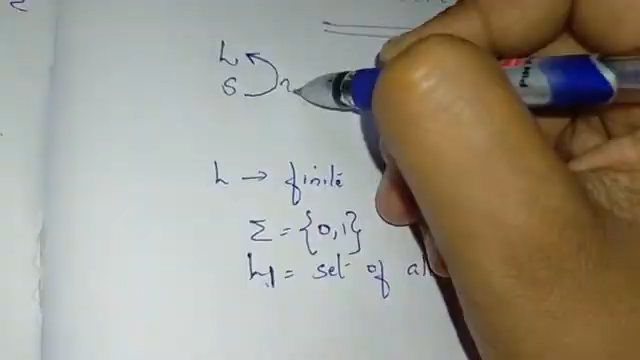 L
S
L → finite
Σ = {0,1}
L1 = set of al